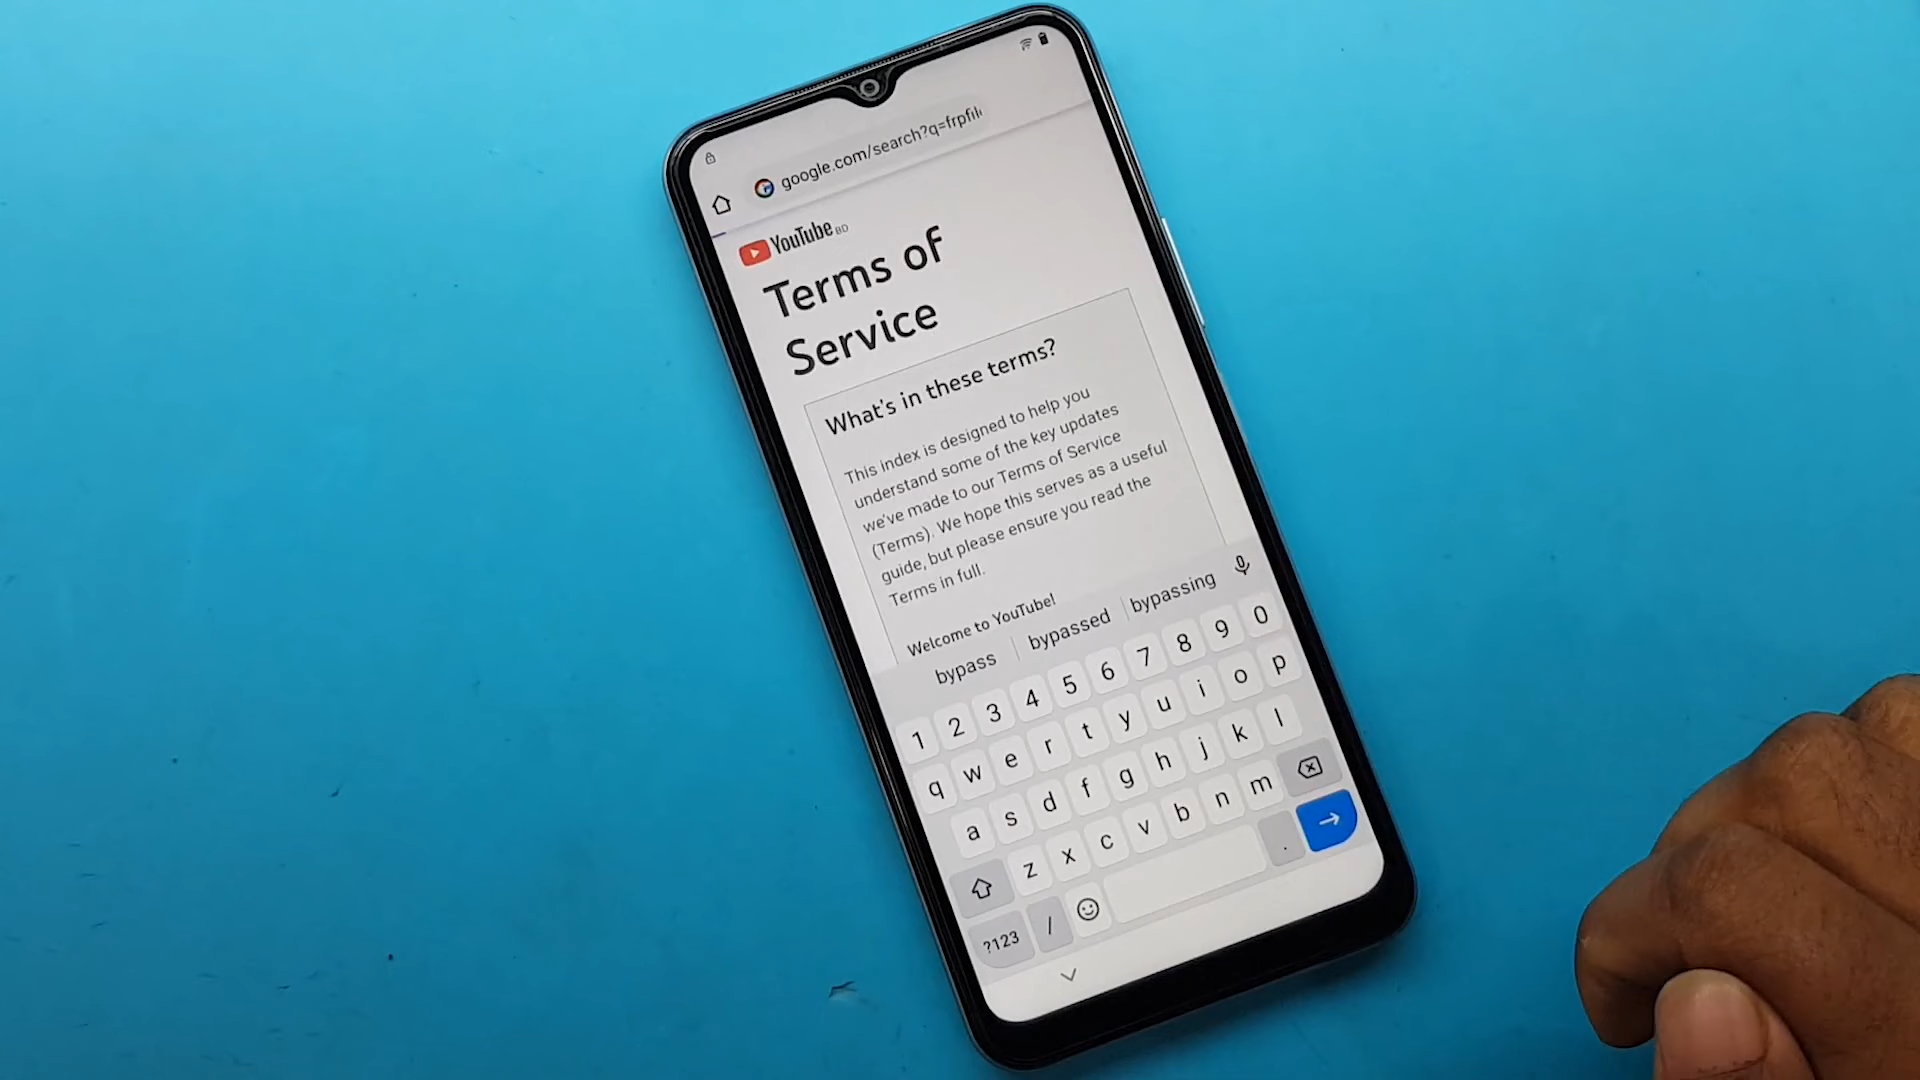 google.com/search?q=frpfil
YouTube BD
Terms of
Service
What's in these terms?
This index is designed to help you
understand some of the key updates
we've made to our Terms of Service
(Terms). We hope this serves as a useful
guide, but please ensure you read the
Terms in full.
Welcome to YouTube!
bypass bypassed bypassing
1 2 3 4 5 6 7 8 9 0
q w e r t y u i o p
a s d f g h j k l
z x c v b n m
?123 / .